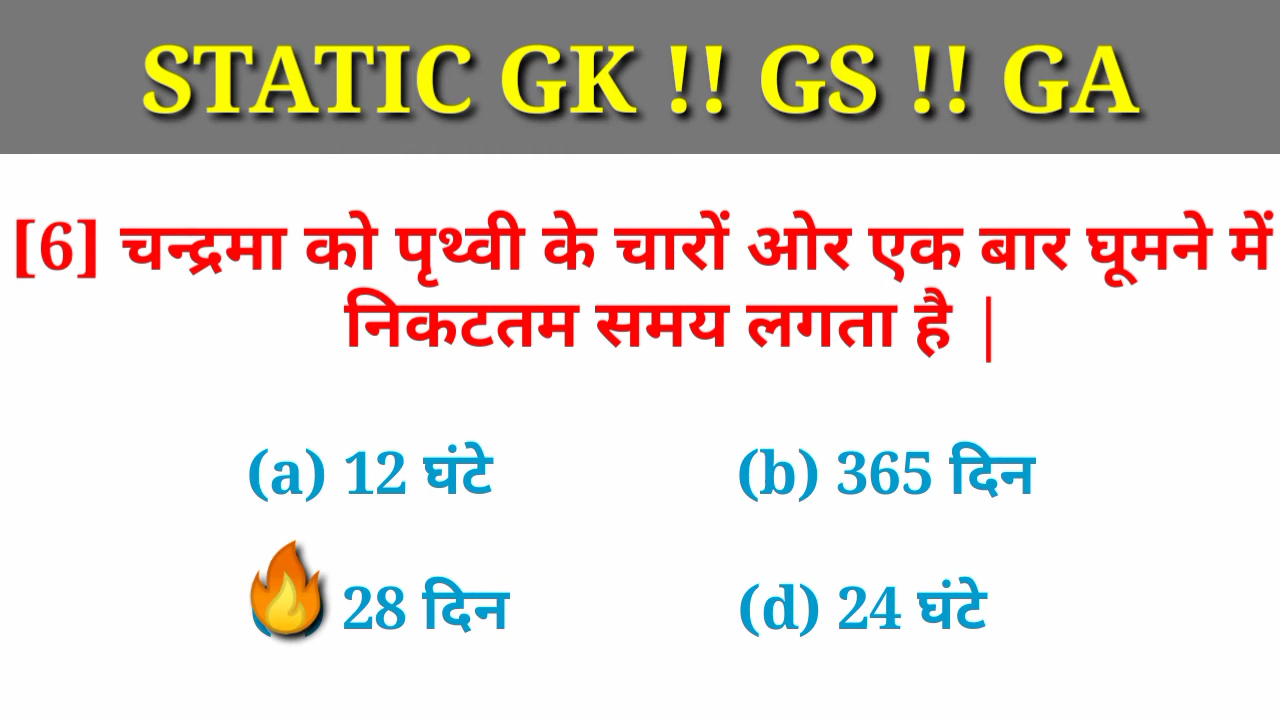 STATIC GK !! GS !! GA
[6] चन्द्रमा को पृथ्वी के चारों ओर एक बार घूमने में
निकटतम समय लगता है |
(a) 12 घंटे (b) 365 दिन
28 दिन (d) 24 घंटे